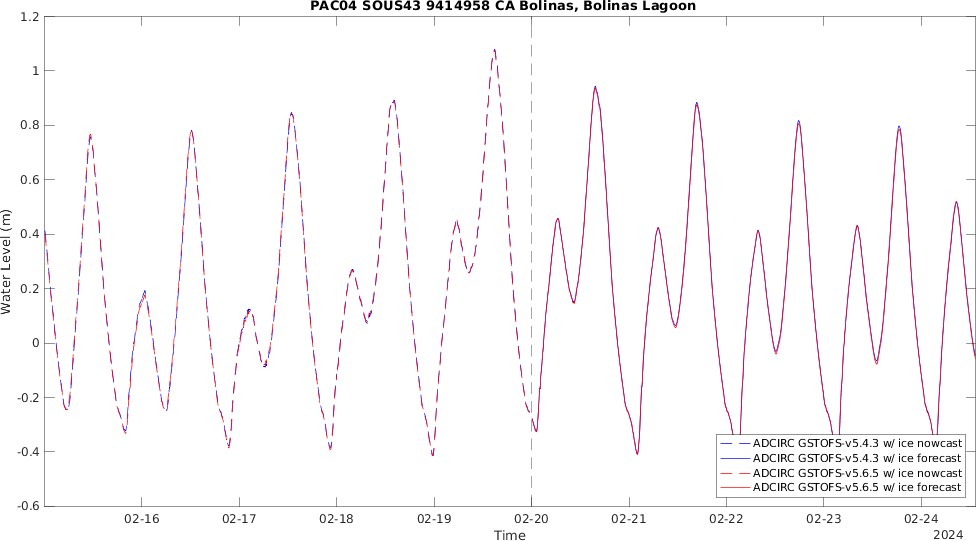 PAC04 SOUS43 9414958 CA Bolinas, Bolinas Lagoon
1.2
1
0.8
0.6
0.4
0.2
0
-0.2
-0.4
-0.6
Water Level (m)
02-16
02-17
02-18
02-19
02-20
02-21
02-22
02-23
02-24
Time
2024
ADCIRC GSTOFS-v5.4.3 w/ ice nowcast
ADCIRC GSTOFS-v5.4.3 w/ ice forecast
ADCIRC GSTOFS-v5.6.5 w/ ice nowcast
ADCIRC GSTOFS-v5.6.5 w/ ice forecast